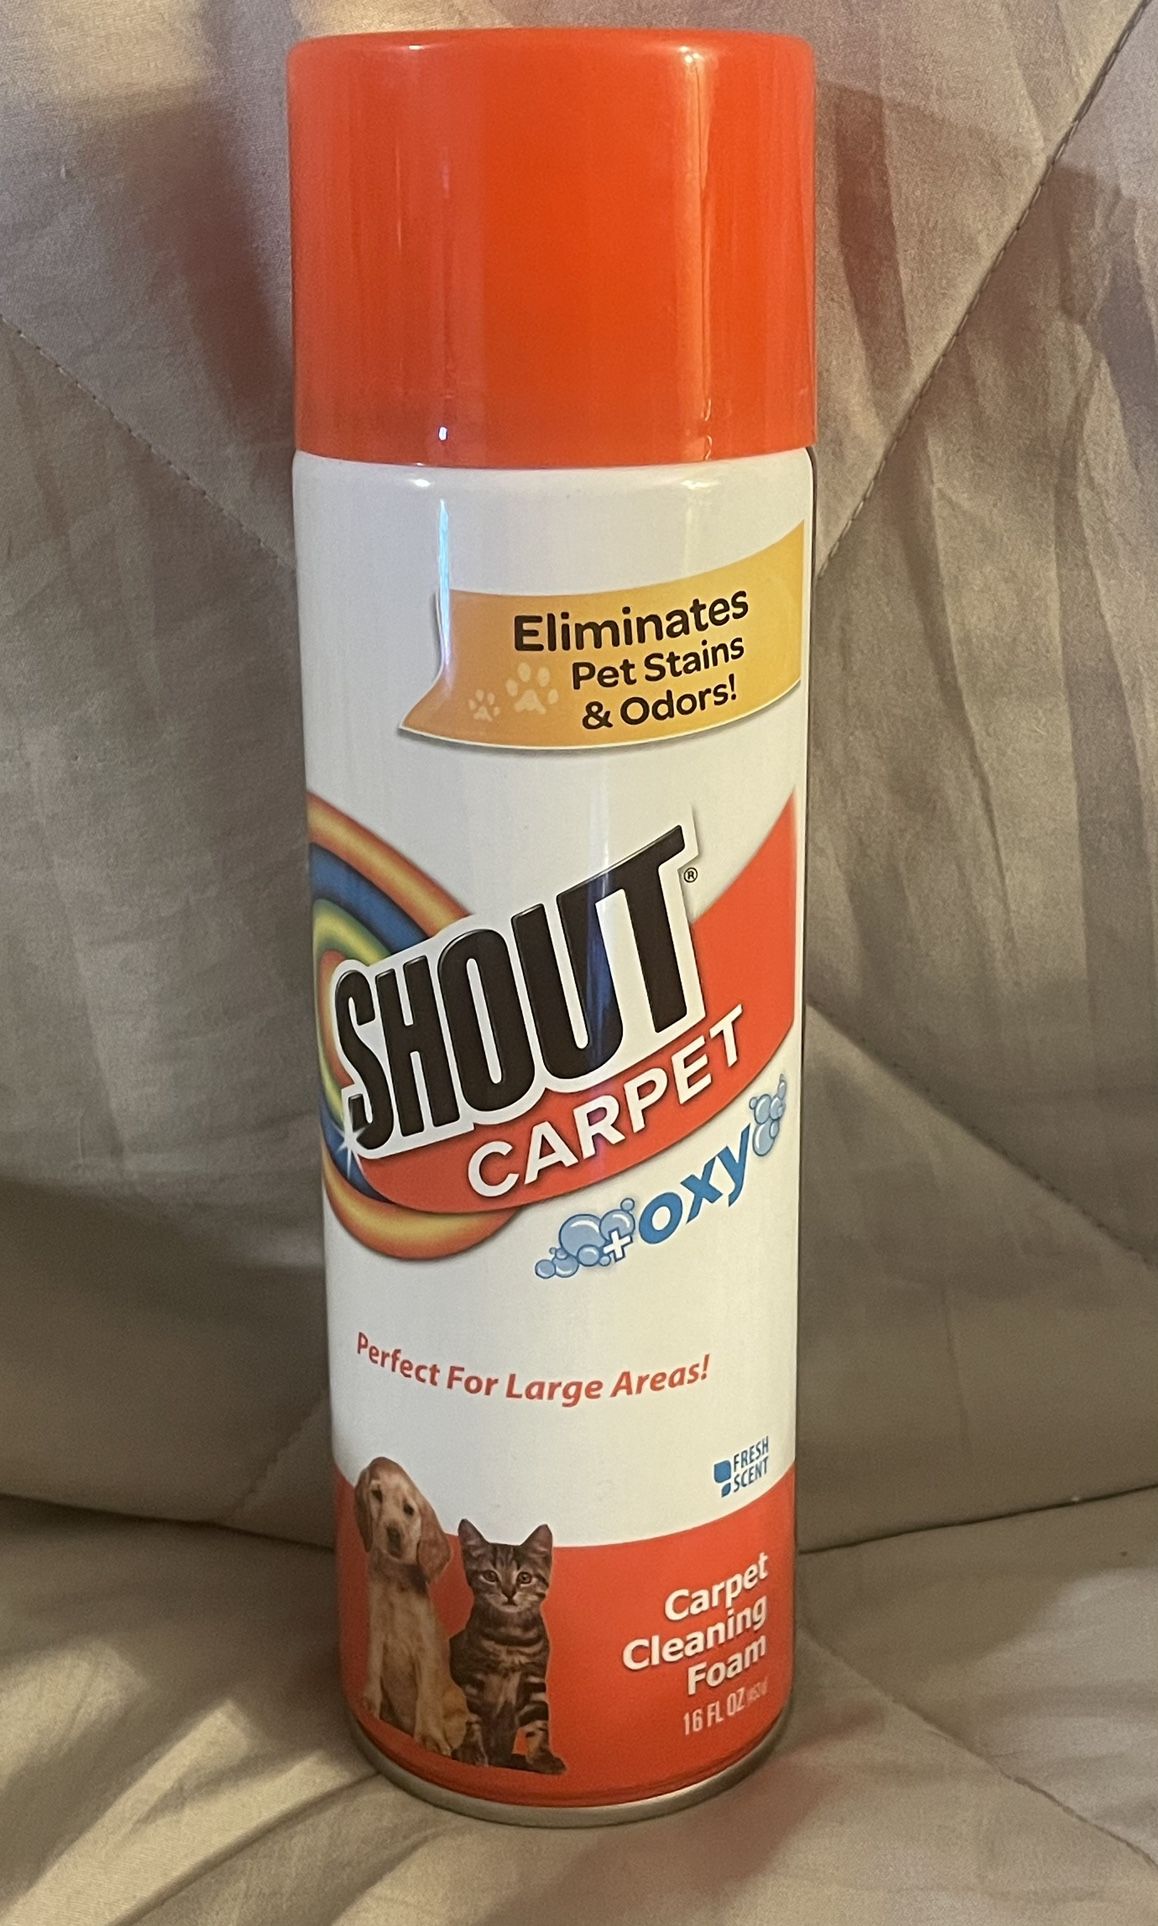 Eliminates
Pet Stains
& Odors!
SHOUT®
CARPET
+oxy
Perfect For Large Areas!
FRESH
SCENT
Carpet
Cleaning
Foam
16 FL OZ